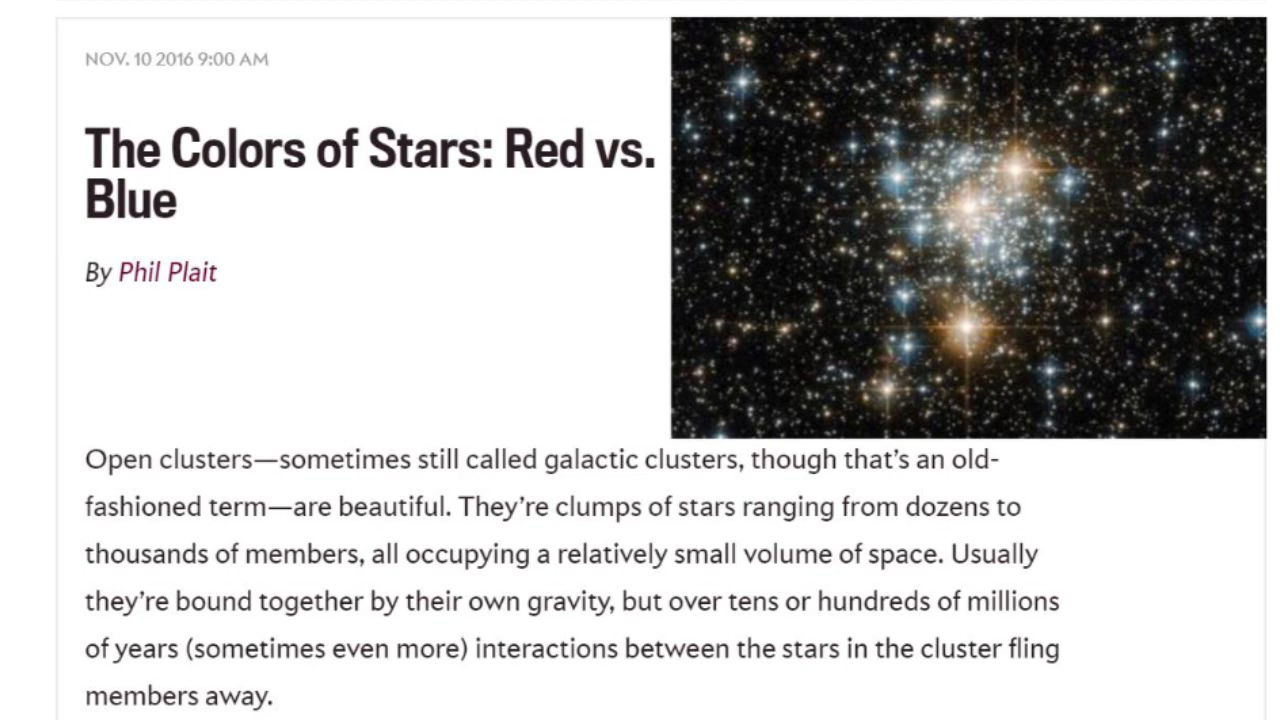 NOV. 10 2016 9:00 AM
The Colors of Stars: Red vs.
Blue
By Phil Plait
Open clusters—sometimes still called galactic clusters, though that’s an old-
fashioned term—are beautiful. They’re clumps of stars ranging from dozens to
thousands of members, all occupying a relatively small volume of space. Usually
they’re bound together by their own gravity, but over tens or hundreds of millions
of years (sometimes even more) interactions between the stars in the cluster fling
members away.